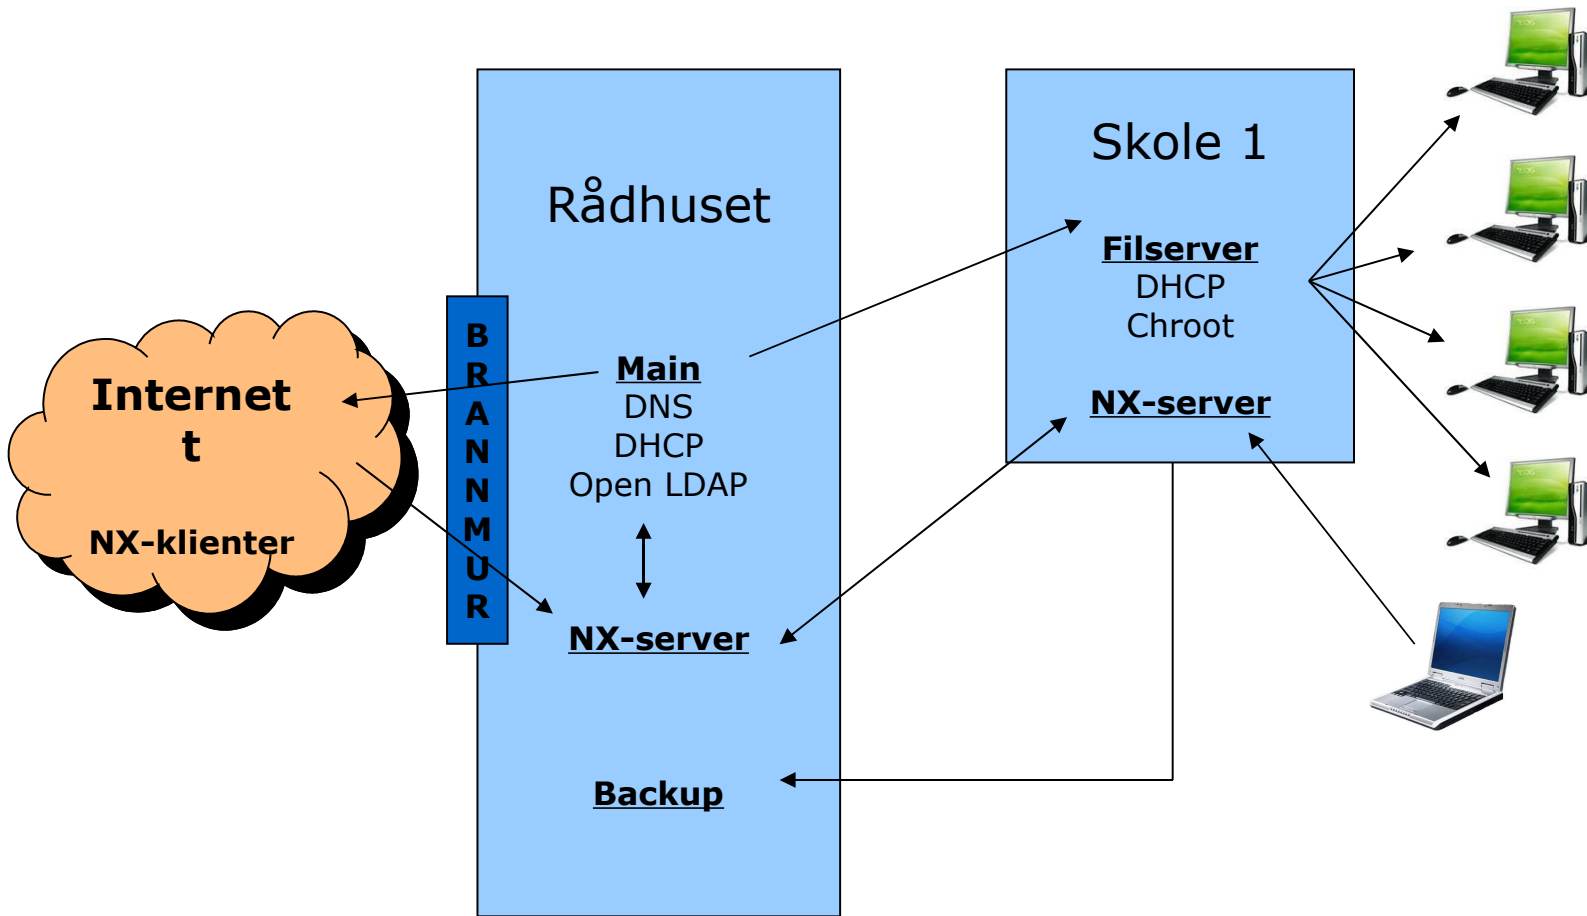 Internet
t
NX-klienter
B
R
A
N
N
M
U
R
Rådhuset
Main
DNS
DHCP
Open LDAP
NX-server
Backup
Skole 1
Filserver
DHCP
Chroot
NX-server